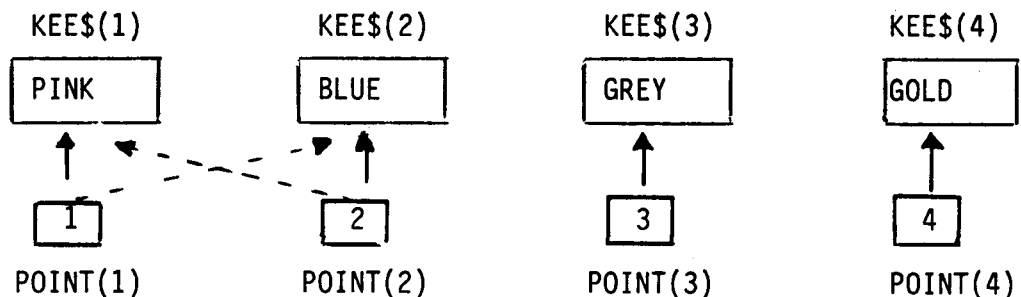 KEE$(1) KEE$(2) KEE$(3) KEE$(4)
PINK BLUE GREY GOLD
1 2 3 4
POINT(1) POINT(2) POINT(3) POINT(4)